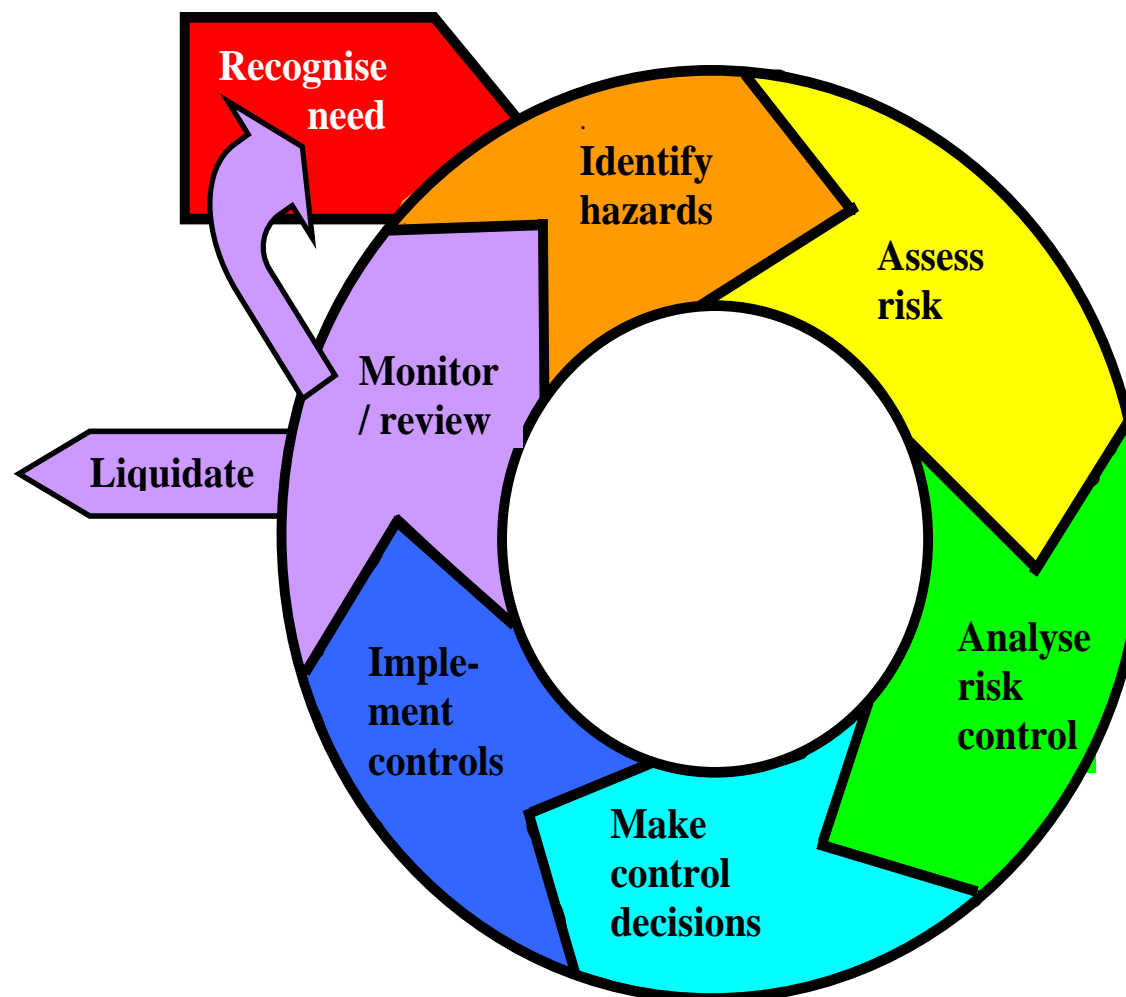 Recognise
need
Identify
hazards
Assess
risk
Analyse
risk
control
Make
control
decisions
Imple-
ment
controls
Monitor
/ review
Liquidate